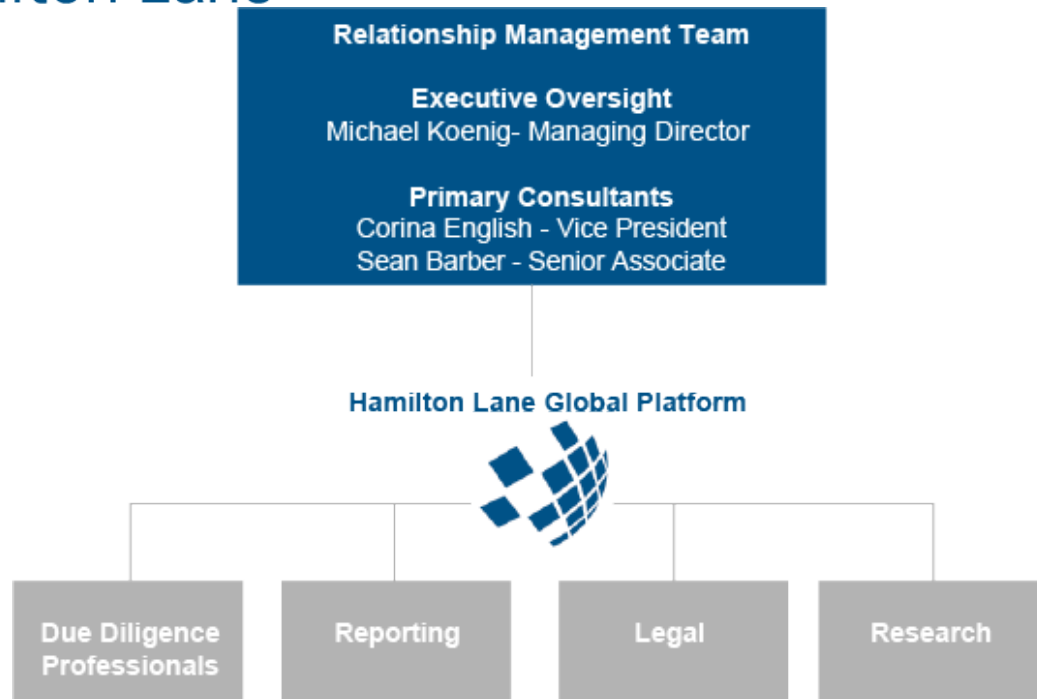 Lane
Relationship Management Team
Executive Oversight
Michael Koenig- Managing Director
Primary Consultants
Corina English - Vice President
Sean Barber - Senior Associate
Hamilton Lane Global Platform
Due Diligence
Professionals
Reporting
Legal
Research